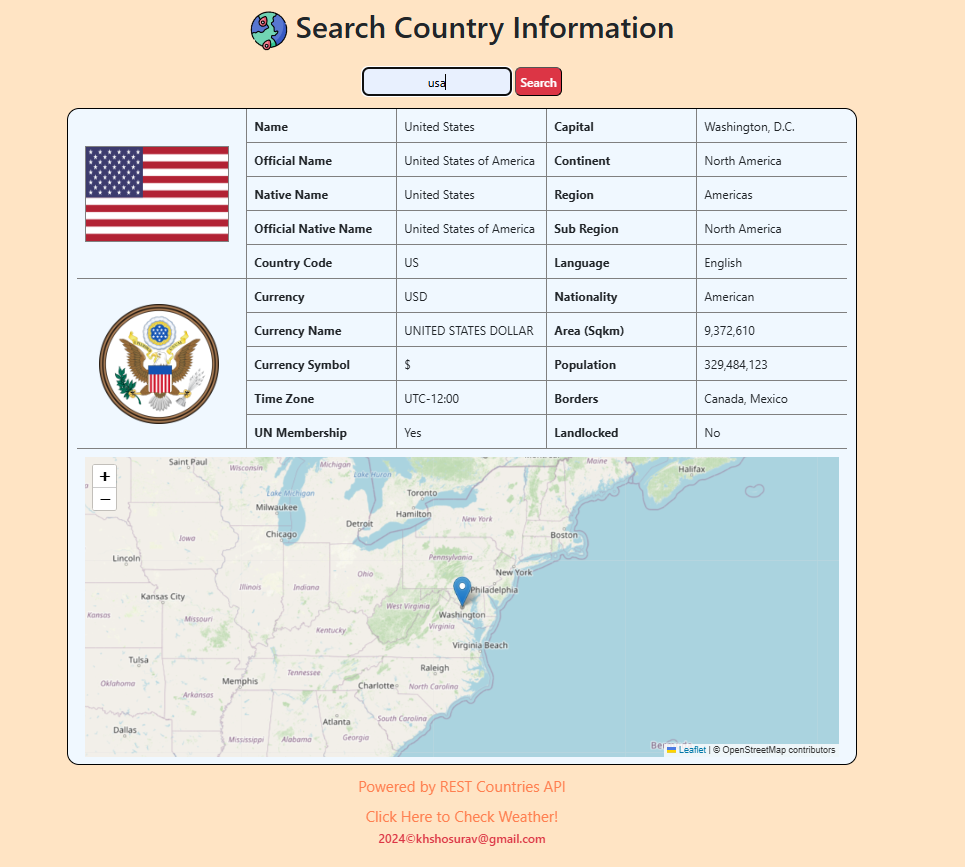 Search Country Information
usa Search
Name United States Capital Washington, D.C.
Official Name United States of America Continent North America
Native Name United States Region Americas
Official Native Name United States of America Sub Region North America
Country Code US Language English
Currency USD Nationality American
Currency Name UNITED STATES DOLLAR Area (Sqkm) 9,372,610
Currency Symbol $ Population 329,484,123
Time Zone UTC-12:00 Borders Canada, Mexico
UN Membership Yes Landlocked No
+
−
Saint Paul
Wisconsin
Michigan
Lake Huron
Maine
Halifax
Lake Michigan
Toronto
Milwaukee
Hamilton
New York
Detroit
Chicago
Boston
Iowa
Lincoln
Pennsylvania
New York
Ohio
Illinois
Indiana
Philadelphia
Kansas City
West Virginia
Washington
Kansas
Missouri
Virginia
Kentucky
Virginia Beach
Tulsa
Raleigh
Tennessee
Oklahoma
Memphis
Charlotte
North Carolina
Arkansas
South Carolina
Atlanta
Dallas
Mississippi
Alabama
Georgia
Leaflet | © OpenStreetMap contributors
Powered by REST Countries API
Click Here to Check Weather!
2024©khshosurav@gmail.com